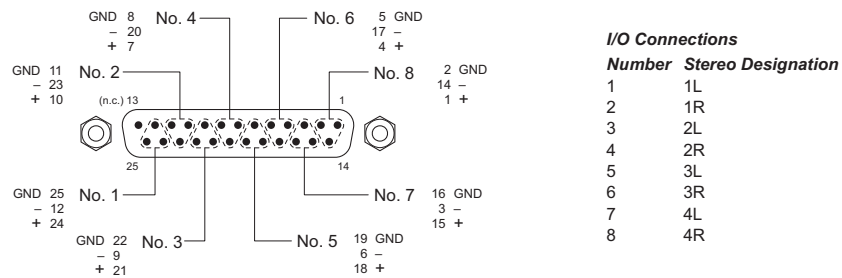 GND 8 No. 4
– 20
+ 7
No. 6 5 GND
17 –
4 +
GND 11 No. 2
– 23
+ 10
No. 8 2 GND
14 –
1 +
(n.c.) 13 1
25 14
GND 25 No. 1
– 12
+ 24
No. 7 16 GND
3 –
15 +
GND 22 No. 3
– 9
+ 21
No. 5 19 GND
6 –
18 +
I/O Connections
Number Stereo Designation
1 1L
2 1R
3 2L
4 2R
5 3L
6 3R
7 4L
8 4R